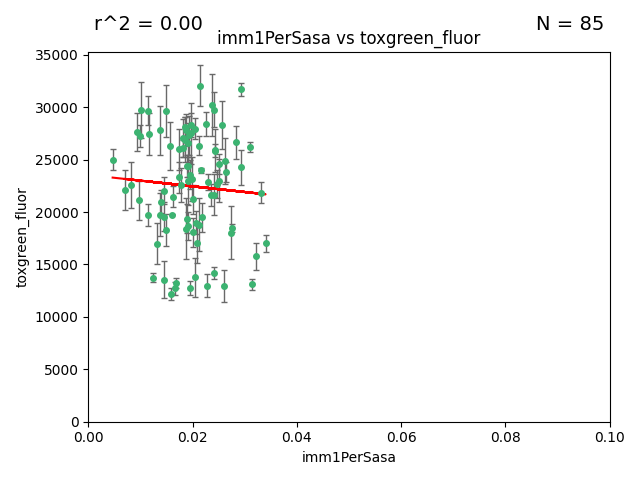 r^2 = 0.00
N = 85
imm1PerSasa vs toxgreen_fluor
35000
30000
25000
20000
15000
10000
5000
0
toxgreen_fluor
0.00
0.02
0.04
0.06
0.08
0.10
imm1PerSasa